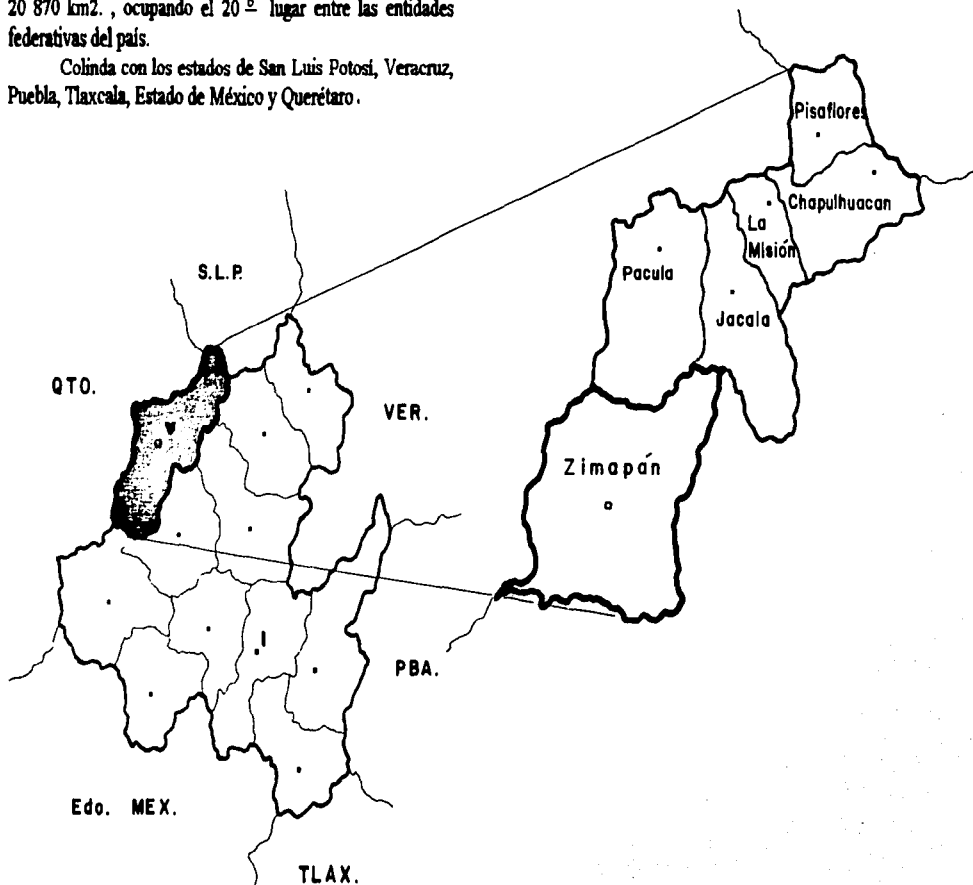 20 870 km2. , ocupando el 20 º lugar entre las entidades
federativas del país.
Colinda con los estados de San Luis Potosí, Veracruz,
Puebla, Tlaxcala, Estado de México y Querétaro.
Pisaflores
Chapulhuacan
La
Misión
Pacula
Jacala
S.L.P.
QTO.
VER.
V
Zimapán
I
PBA.
Edo. MEX.
TLAX.